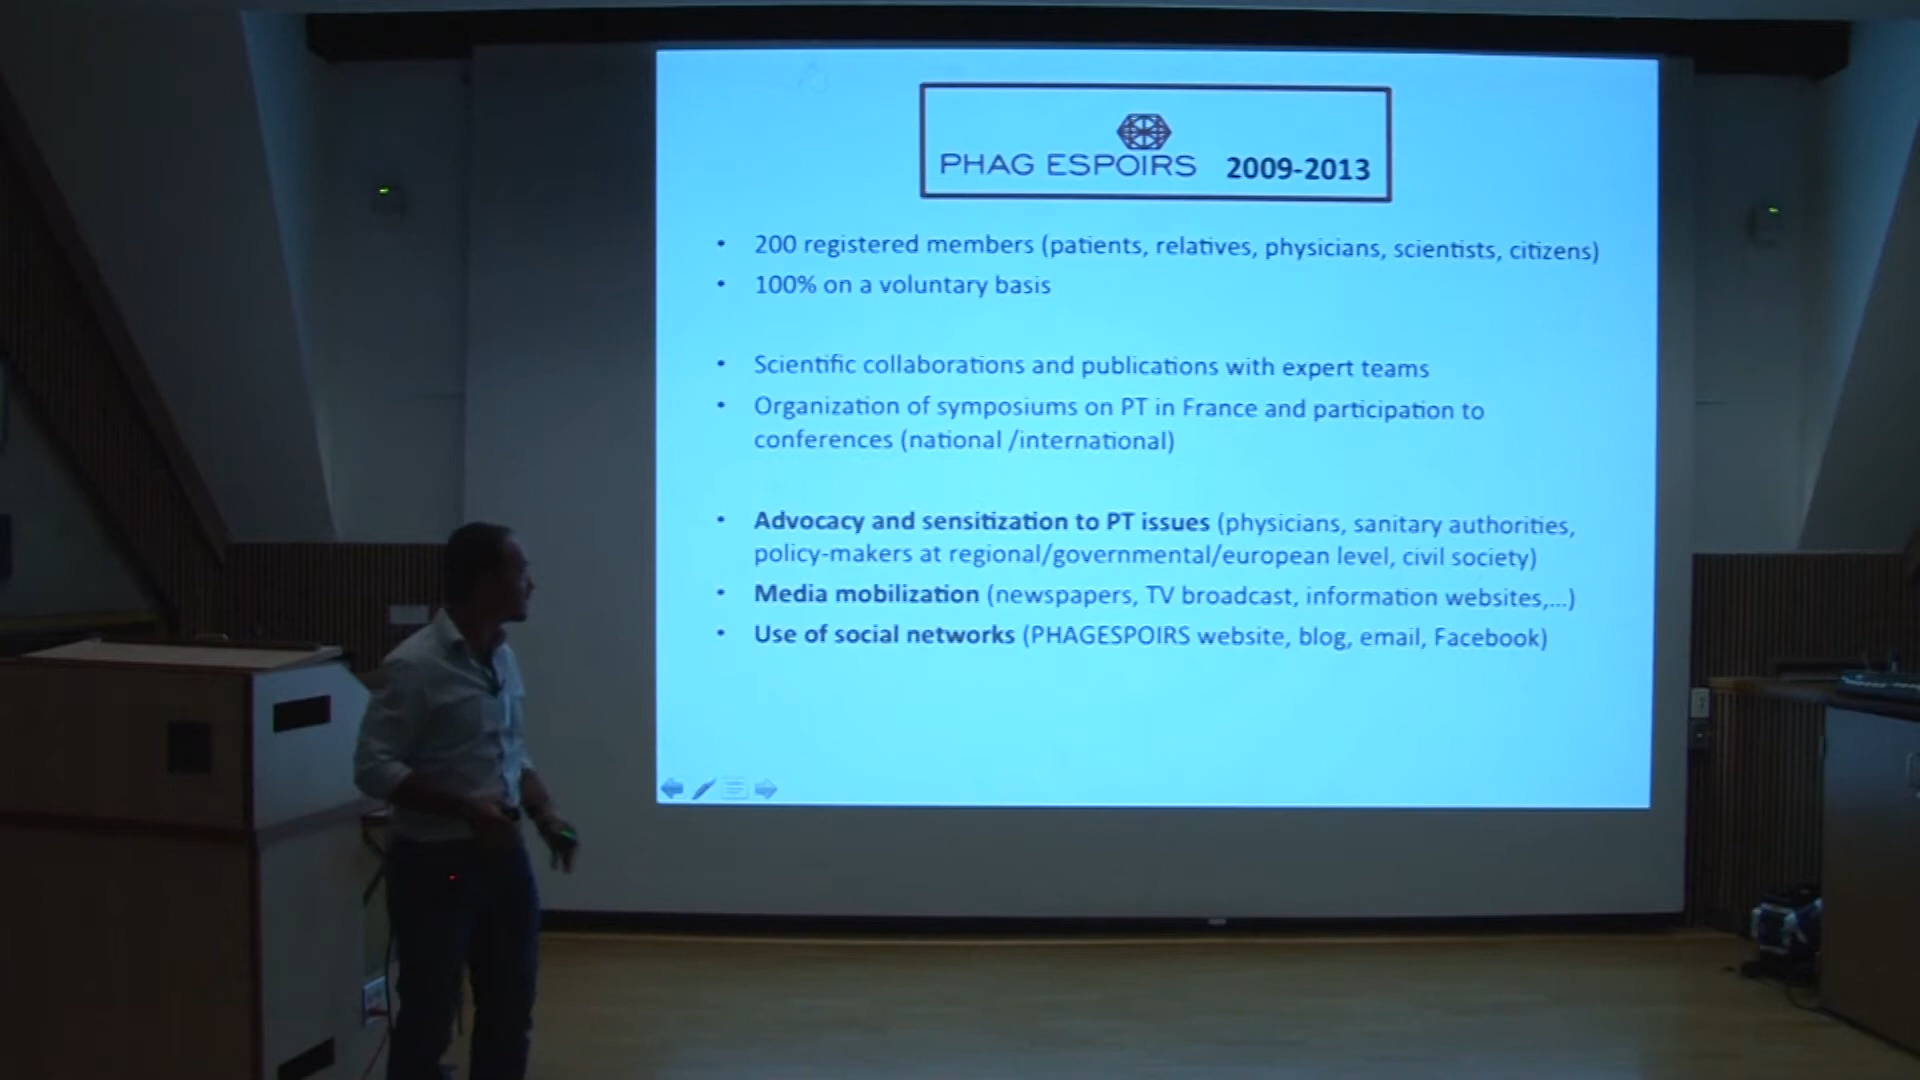 PHAG ESPOIRS 2009-2013
• 200 registered members (patients, relatives, physicians, scientists, citizens)
• 100% on a voluntary basis
• Scientific collaborations and publications with expert teams
• Organization of symposiums on PT in France and participation to
conferences (national /international)
• Advocacy and sensitization to PT issues (physicians, sanitary authorities,
policy-makers at regional/governmental/european level, civil society)
• Media mobilization (newspapers, TV broadcast, information websites,...)
• Use of social networks (PHAGESPOIRS website, blog, email, Facebook)